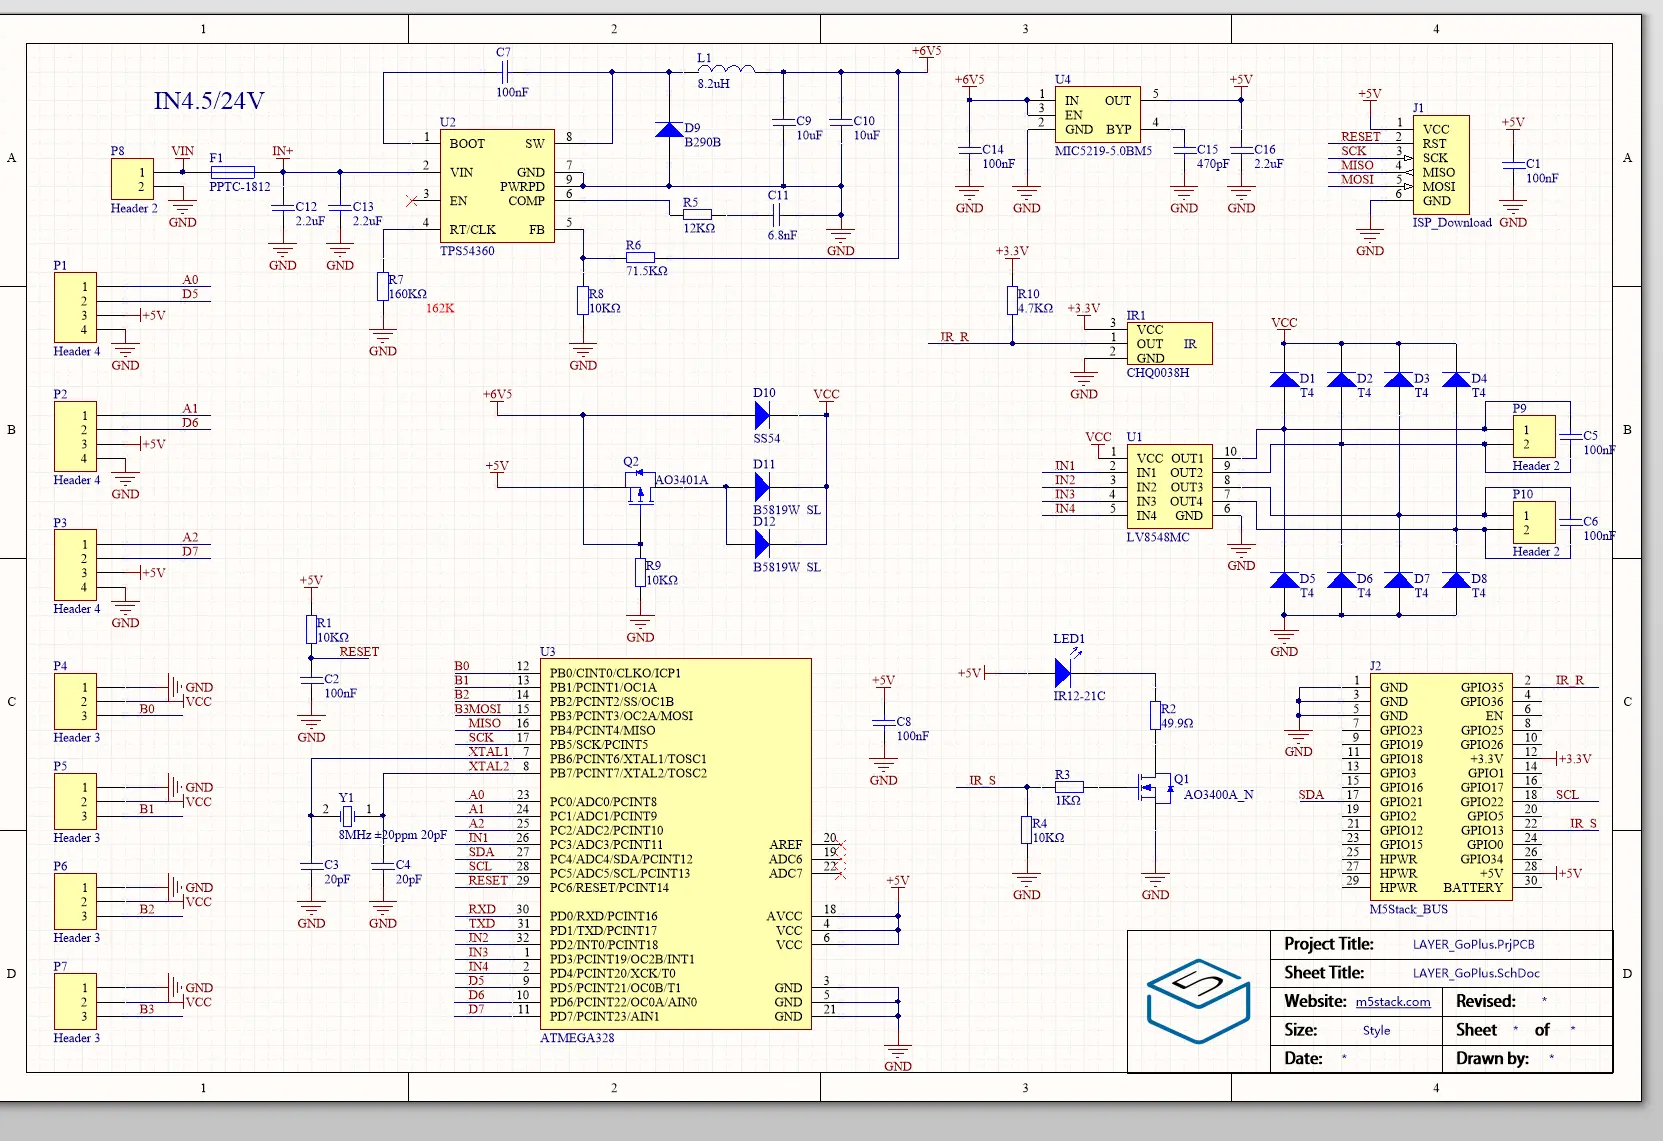 1 2 3 4
A
B
C
D
A
B
C
D
1 2 3 4
IN4.5/24V
P8
1
2
Header 2
VIN
GND
F1
PPTC-1812
IN+
C12
2.2uF
GND
C13
2.2uF
GND
C7
100nF
U2
1 BOOT SW 8
2 VIN GND 7
PWRPD 9
3 EN COMP 6
4 RT/CLK FB 5
TPS54360
R7
160KΩ
162K
GND
L1
8.2uH
D9
B290B
C9
10uF
C10
10uF
+6V5
R5
12KΩ
C11
6.8nF
GND
R6
71.5KΩ
R8
10KΩ
GND
+6V5
C14
100nF
GND
U4
1 IN OUT 5
3 EN
2 GND BYP 4
MIC5219-5.0BM5
GND
C15
470pF
GND
+5V
C16
2.2uF
GND
+5V
J1
1 VCC
RESET 2 RST
SCK 3 SCK
MISO 4 MISO
MOSI 5 MOSI
6 GND
ISP_Download
GND
+5V
C1
100nF
GND
P1
1 A0
2 D5
3 +5V
4
Header 4
GND
P2
1 A1
2 D6
3 +5V
4
Header 4
GND
P3
1 A2
2 D7
3 +5V
4
Header 4
GND
+6V5
+5V
Q2
AO3401A
R9
10KΩ
GND
D10
SS54
VCC
D11
B5819W SL
D12
B5819W SL
+3.3V
R10
4.7KΩ
IR_R
+3.3V
IR1
3 VCC
1 OUT IR
2 GND
CHQ0038H
GND
VCC
U1
1 VCC OUT1 10
IN1 2 IN1 OUT2 9
IN2 3 IN2 OUT3 8
IN3 4 IN3 OUT4 7
IN4 5 IN4 GND 6
LV8548MC
GND
VCC
D1
T4
D2
T4
D3
T4
D4
T4
P9
1
2
Header 2
C5
100nF
P10
1
2
Header 2
C6
100nF
D5
T4
D6
T4
D7
T4
D8
T4
GND
P4
1 GND
2 VCC
3 B0
Header 3
P5
1 GND
2 VCC
3 B1
Header 3
P6
1 GND
2 VCC
3 B2
Header 3
P7
1 GND
2 VCC
3 B3
Header 3
+5V
R1
10KΩ
RESET
C2
100nF
GND
2 Y1 1
8MHz ±20ppm 20pF
C3
20pF
GND
C4
20pF
GND
U3
B0 12 PB0/CINT0/CLKO/ICP1
B1 13 PB1/PCINT1/OC1A
B2 14 PB2/PCINT2/SS/OC1B
B3MOSI 15 PB3/PCINT3/OC2A/MOSI
MISO 16 PB4/PCINT4/MISO
SCK 17 PB5/SCK/PCINT5
XTAL1 7 PB6/PCINT6/XTAL1/TOSC1
XTAL2 8 PB7/PCINT7/XTAL2/TOSC2
A0 23 PC0/ADC0/PCINT8
A1 24 PC1/ADC1/PCINT9
A2 25 PC2/ADC2/PCINT10
IN1 26 PC3/ADC3/PCINT11 AREF 20
SDA 27 PC4/ADC4/SDA/PCINT12 ADC6 19
SCL 28 PC5/ADC5/SCL/PCINT13 ADC7 22
RESET 29 PC6/RESET/PCINT14
RXD 30 PD0/RXD/PCINT16 AVCC 18
TXD 31 PD1/TXD/PCINT17 VCC 4
IN2 32 PD2/INT0/PCINT18 VCC 6
IN3 1 PD3/PCINT19/OC2B/INT1
IN4 2 PD4/PCINT20/XCK/T0
D5 9 PD5/PCINT21/OC0B/T1 GND 3
D6 10 PD6/PCINT22/OC0A/AIN0 GND 5
D7 11 PD7/PCINT23/AIN1 GND 21
ATMEGA328
+5V
GND
+5V
C8
100nF
GND
LED1
+5V
IR12-21C
R2
49.9Ω
IR_S
R3
1KΩ
Q1
AO3400A_N
R4
10KΩ
GND
GND
J2
1 GND GPIO35 2 IR_R
3 GND GPIO36 4
5 GND EN 6
7 GPIO23 GPIO25 8
9 GPIO19 GPIO26 10
11 GPIO18 +3.3V 12 +3.3V
13 GPIO3 GPIO1 14
15 GPIO16 GPIO17 16
SDA 17 GPIO21 GPIO22 18 SCL
19 GPIO2 GPIO5 20
21 GPIO12 GPIO13 22 IR_S
23 GPIO15 GPIO0 24
25 HPWR GPIO34 26
27 HPWR +5V 28 +5V
29 HPWR BATTERY 30
M5Stack_BUS
GND
5
Project Title: LAYER_GoPlus.PrjPCB
Sheet Title: LAYER_GoPlus.SchDoc
Website: m5stack.com Revised: *
Size: Style Sheet * of *
Date: * Drawn by: *